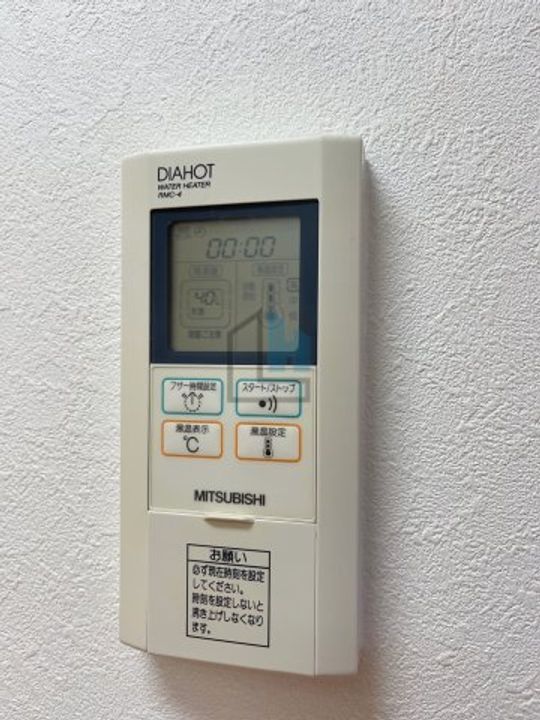 DIAHOT
WATER HEATER
RMC-4
00:00
40
ブザー時間設定
スタート/ストップ
湯温表示
℃
湯温設定
MITSUBISHI
お願い
必ず現在時刻を設定
してください。
時刻を設定しないと
沸き上げしなくなり
ます。